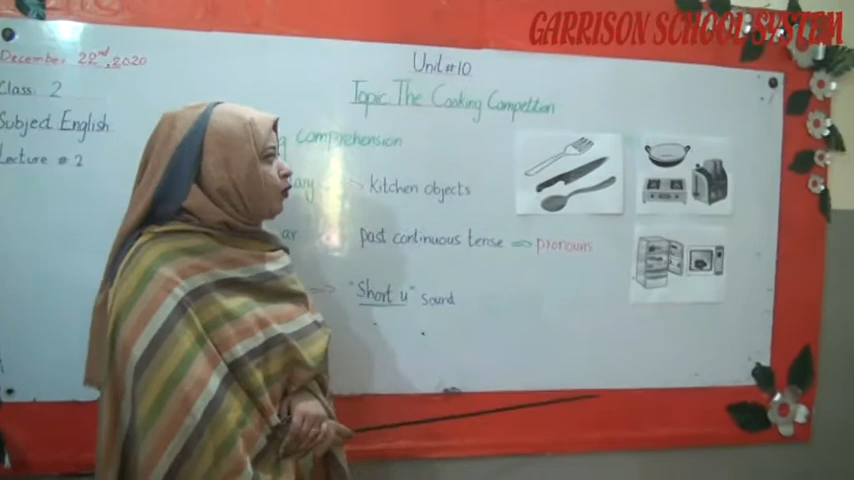 GARRISON SCHOOL SYSTEM
December 22nd, 2020
Class: 2
Subject English
Lecture # 2
Unit #10
Topic The Cooking Competition
comprehension
kitchen objects
past continuous tense ⇒ pronouns
⇒ "Short u" Sound